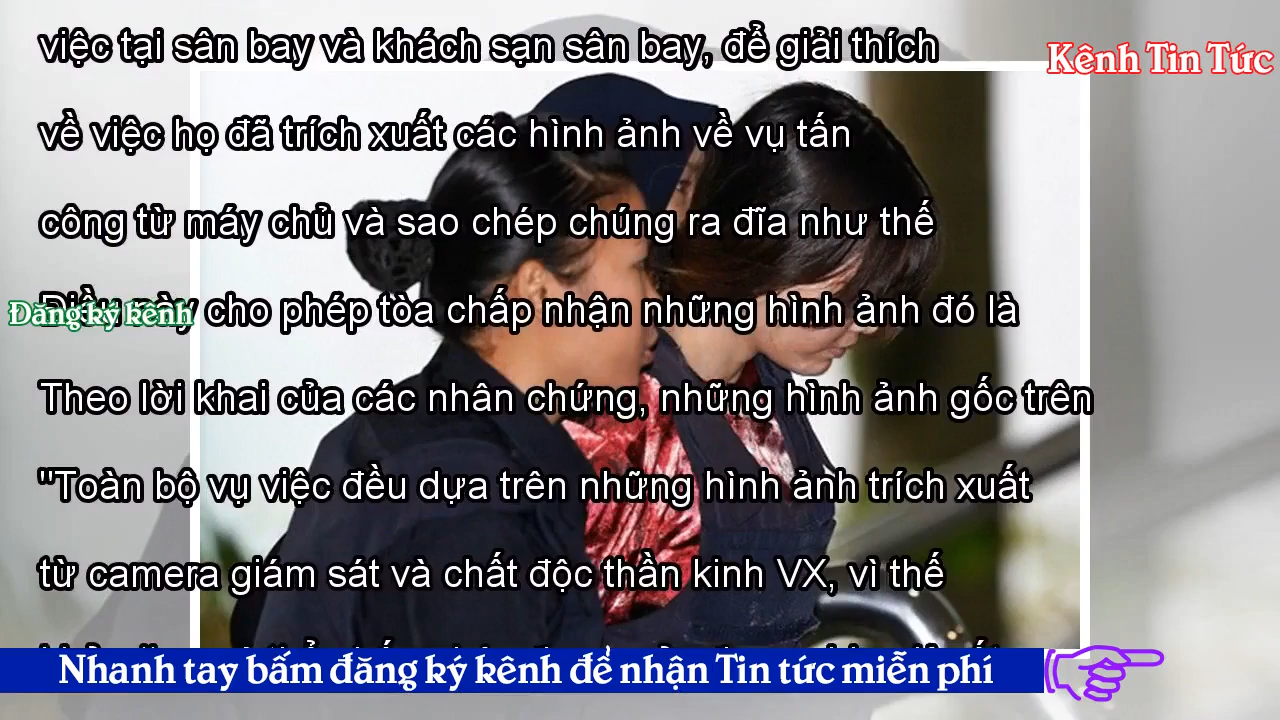 việc tại sân bay và khách sạn sân bay, để giải thích
Kênh Tin Tức
về việc họ đã trích xuất các hình ảnh về vụ tấn
công từ máy chủ và sao chép chúng ra đĩa như thế
Đăng ký kênh
cho phép tòa chấp nhận những hình ảnh đó là
Theo lời khai của các nhân chứng, những hình ảnh gốc trên
"Toàn bộ vụ việc đều dựa trên những hình ảnh trích xuất
từ camera giám sát và chất độc thần kinh VX, vì thế
Nhanh tay bấm đăng ký kênh để nhận Tin tức miễn phí